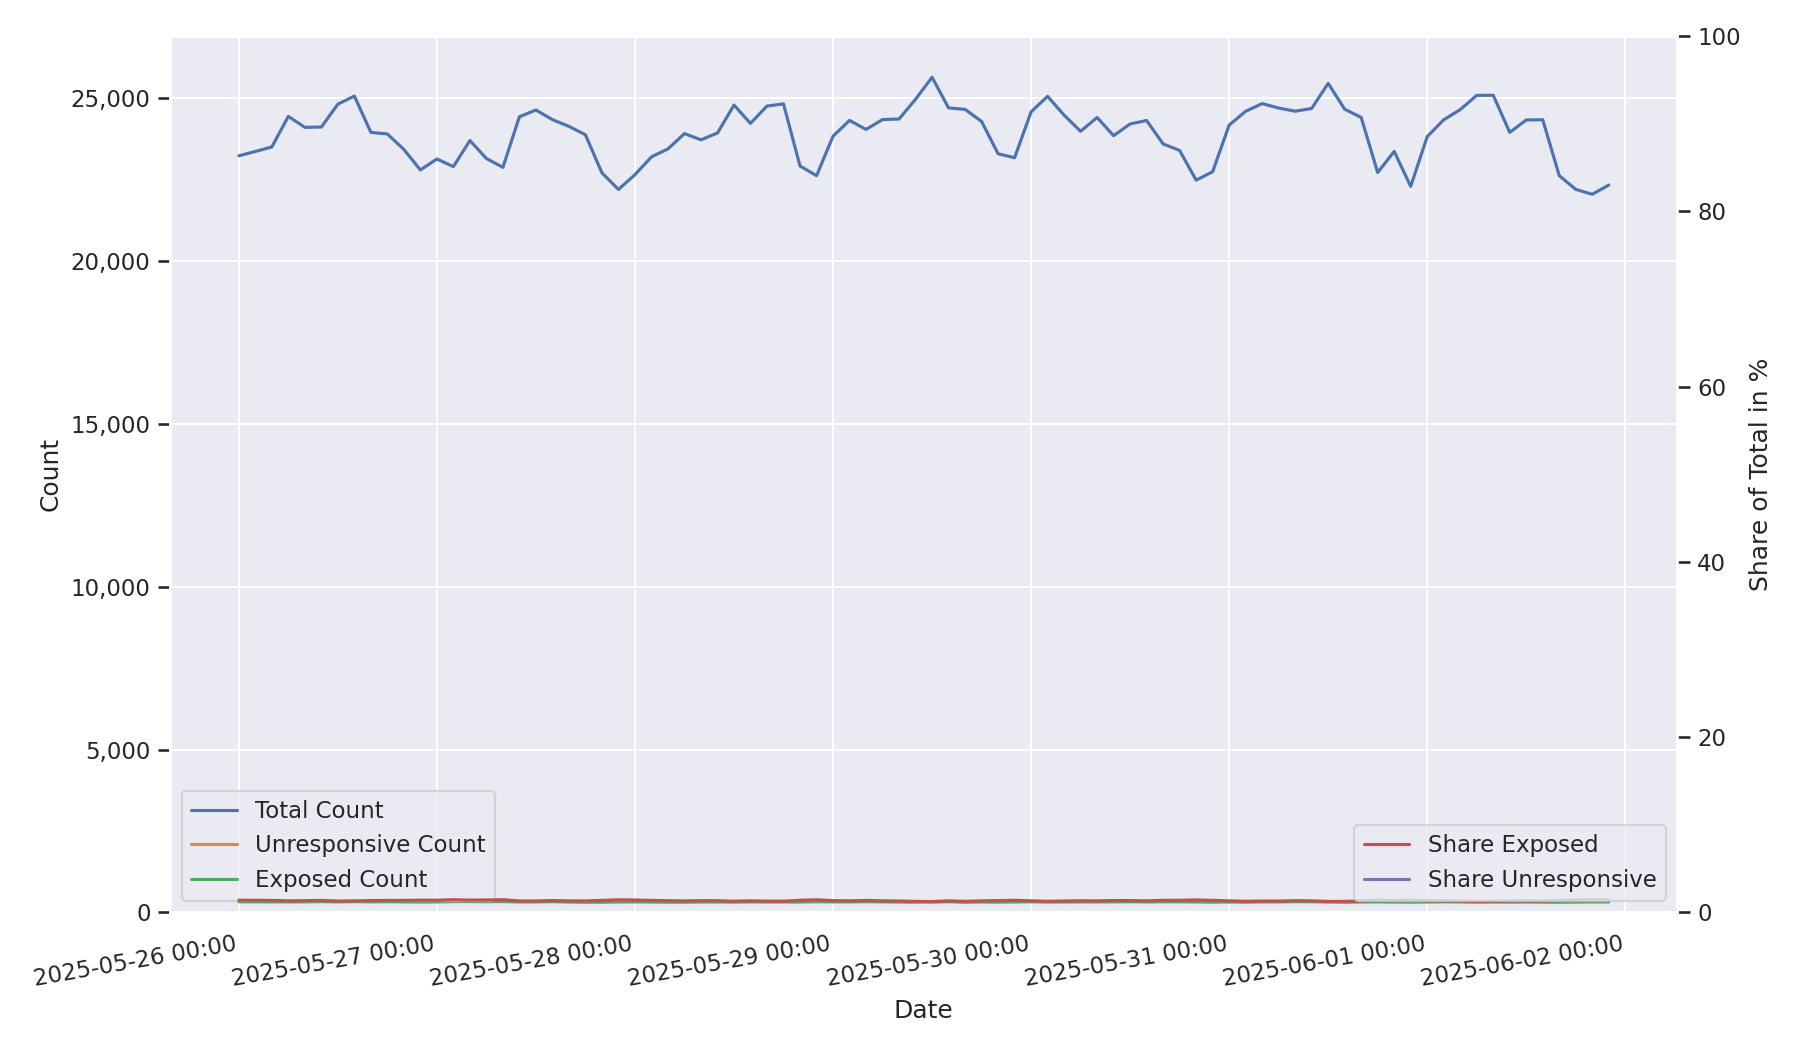 100
25,000
80
20,000
60
15,000
Count
Share of Total in %
10,000
40
5,000
20
Total Count
Unresponsive Count
Exposed Count
Share Exposed
Share Unresponsive
0
0
2025-05-26 00:00
2025-05-27 00:00
2025-05-28 00:00
2025-05-29 00:00
2025-05-30 00:00
2025-05-31 00:00
2025-06-01 00:00
2025-06-02 00:00
Date